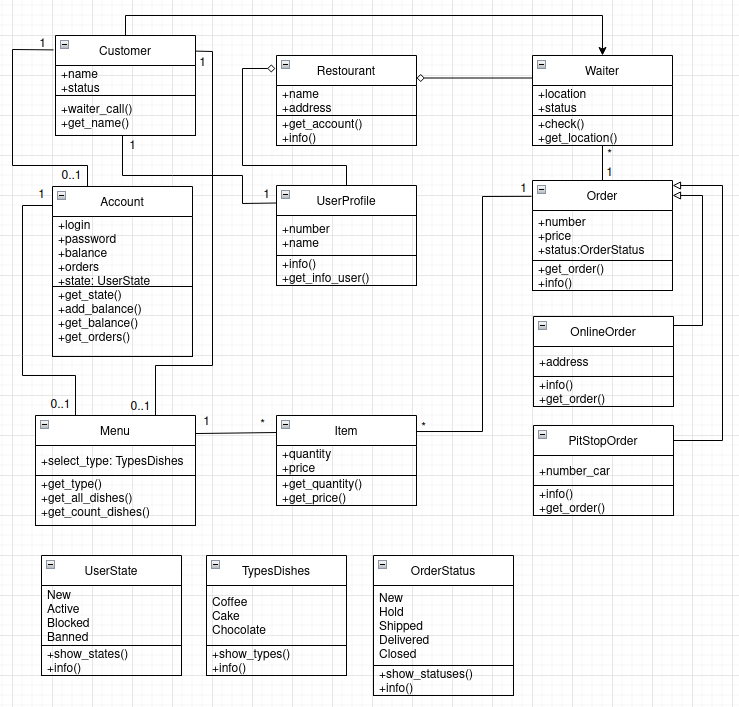 Customer
+name
+status
+waiter_call()
+get_name()
1
1
1
0..1
Restourant
+name
+address
+get_account()
+info()
Waiter
+location
+status
+check()
+get_location()
*
1
Account
+login
+password
+balance
+orders
+state: UserState
+get_state()
+add_balance()
+get_balance()
+get_orders()
1
0..1
0..1
1
UserProfile
+number
+name
+info()
+get_info_user()
1
Order
+number
+price
+status:OrderStatus
+get_order()
+info()
OnlineOrder
+address
+info()
+get_order()
Menu
+select_type: TypesDishes
+get_type()
+get_all_dishes()
+get_count_dishes()
1
*
Item
+quantity
+price
+get_quantity()
+get_price()
*
PitStopOrder
+number_car
+info()
+get_order()
UserState
New
Active
Blocked
Banned
+show_states()
+info()
TypesDishes
Coffee
Cake
Chocolate
+show_types()
+info()
OrderStatus
New
Hold
Shipped
Delivered
Closed
+show_statuses()
+info()